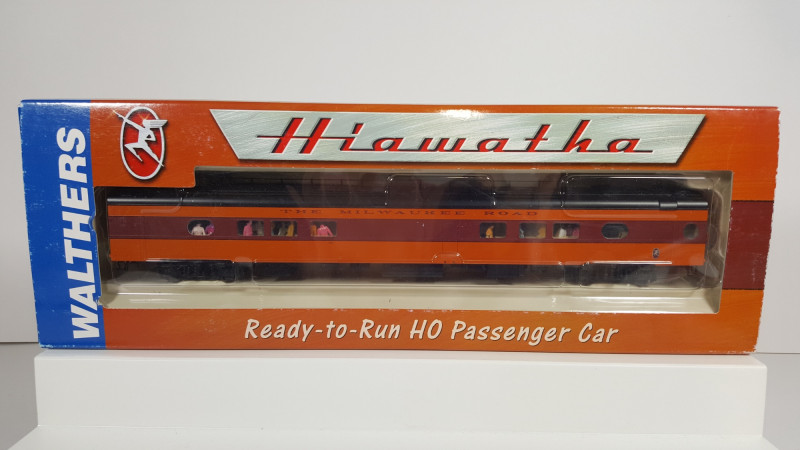 WALTHERS
Hiawatha
THE MILWAUKEE ROAD
Ready-to-Run HO Passenger Car